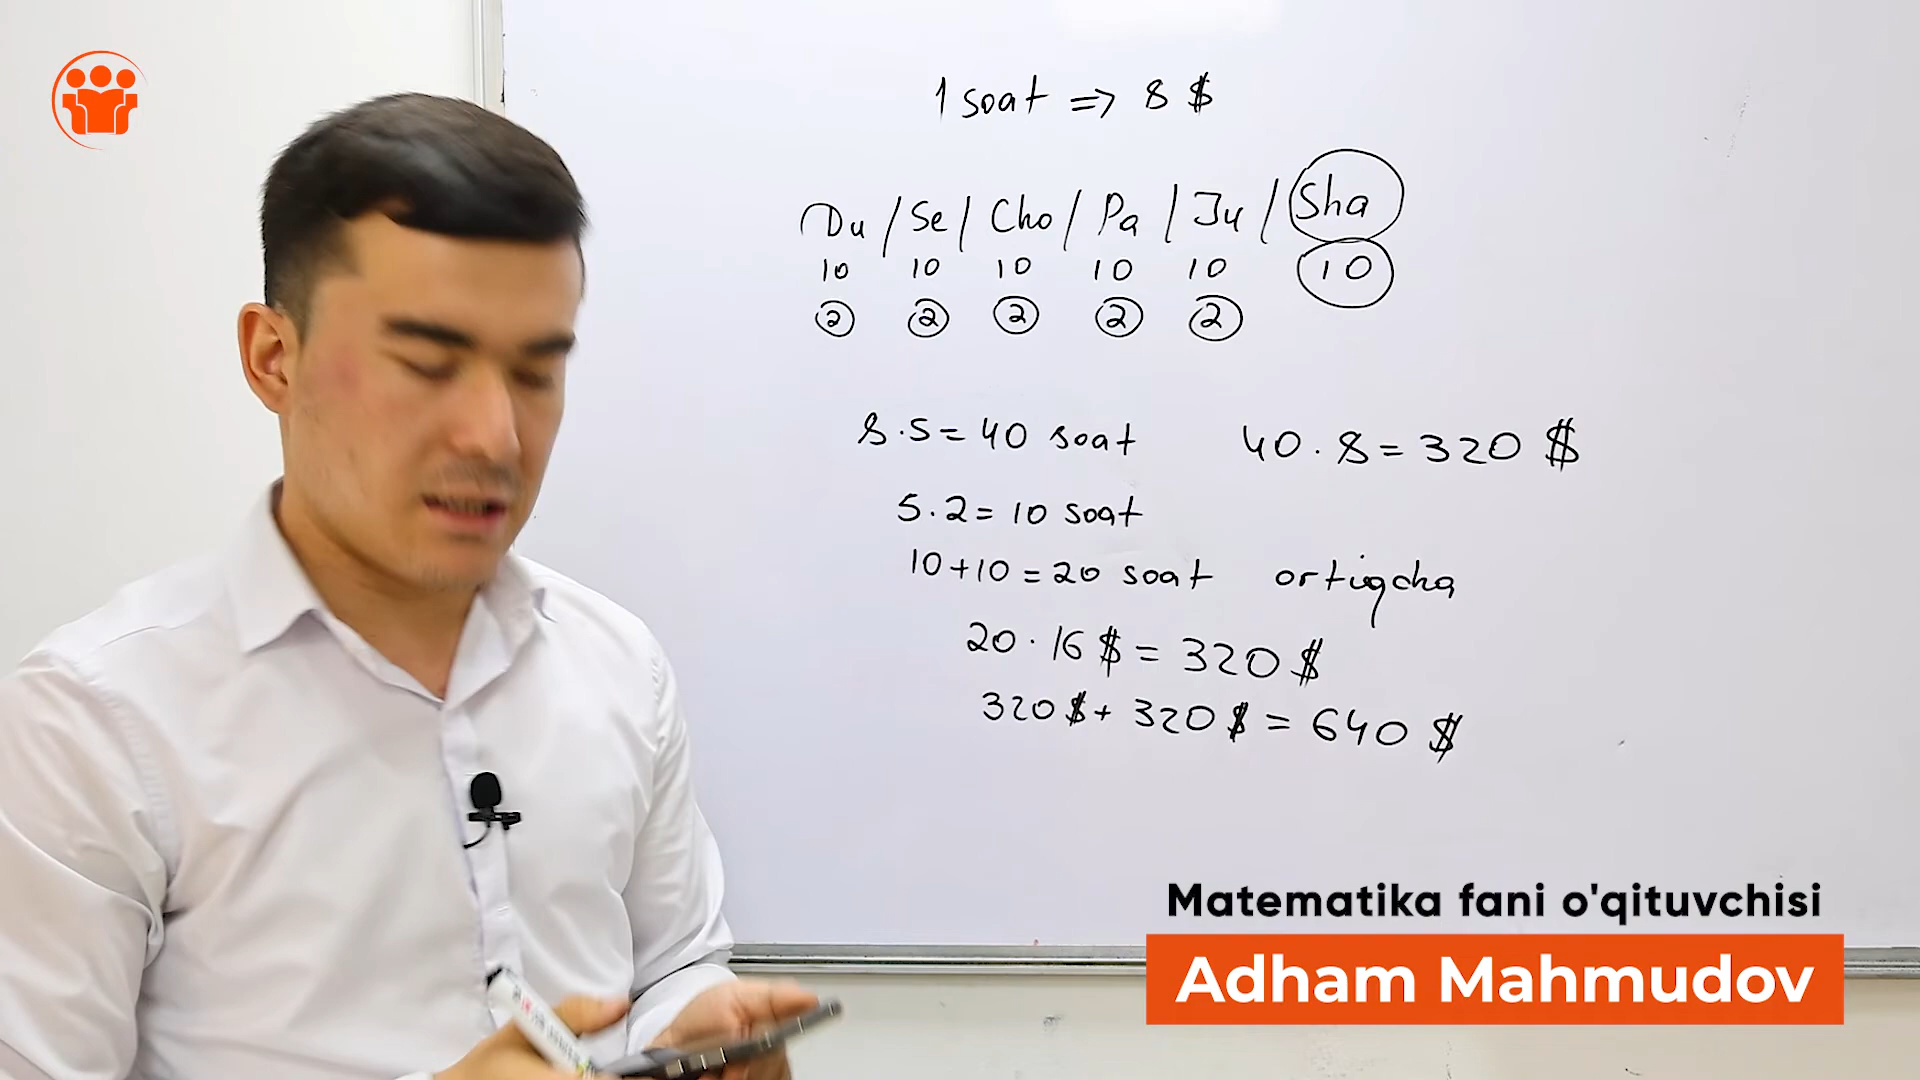 1 soat => 8 $
Du / Se / Cho / Pa / Ju / Sha
10 10 10 10 10 10
2 2 2 2 2
8.5 = 40 soat 40.8 = 320 $
5.2 = 10 soat
10+10 = 20 soat ortiqcha
20 · 16 $ = 320 $
320 $ + 320 $ = 640 $
Matematika fani o'qituvchisi
Adham Mahmudov